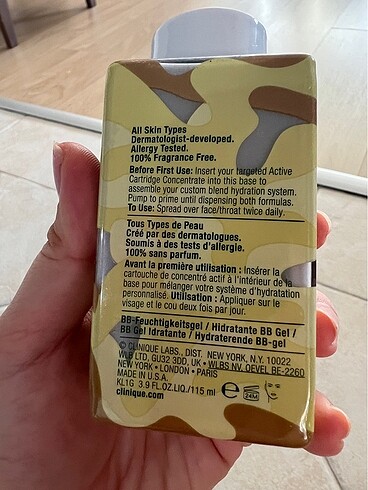 All Skin Types
Dermatologist-developed.
Allergy Tested.
100% Fragrance Free.
Before First Use: Insert your targeted Active
Cartridge Concentrate into this base to
assemble your custom blend hydration system.
Pump to prime until dispensing both formulas.
To Use: Spread over face/throat twice daily.
Tous Types de Peau
Créé par des dermatologues.
Soumis à des tests d'allergie.
100% sans parfum.
Avant la première utilisation : Insérer la
cartouche de concentré actif à l'intérieur de la
base pour mélanger votre système d'hydratation
personnalisé. Utilisation : Appliquer sur le
visage et le cou deux fois par jour.
BB-Feuchtigkeitsgel / Hidratante BB Gel /
BB Gel Idratante / Hydraterende BB-gel
© CLINIQUE LABS., DIST. NEW YORK, N.Y. 10022
WLB LTD. GU32 3DD, UK • WLBS NV. OEVEL BE-2260
NEW YORK • LONDON • PARIS
MADE IN U.S.A.
KL1G 3.9 FL.OZ.LIQ./115 ml e 24M
clinique.com